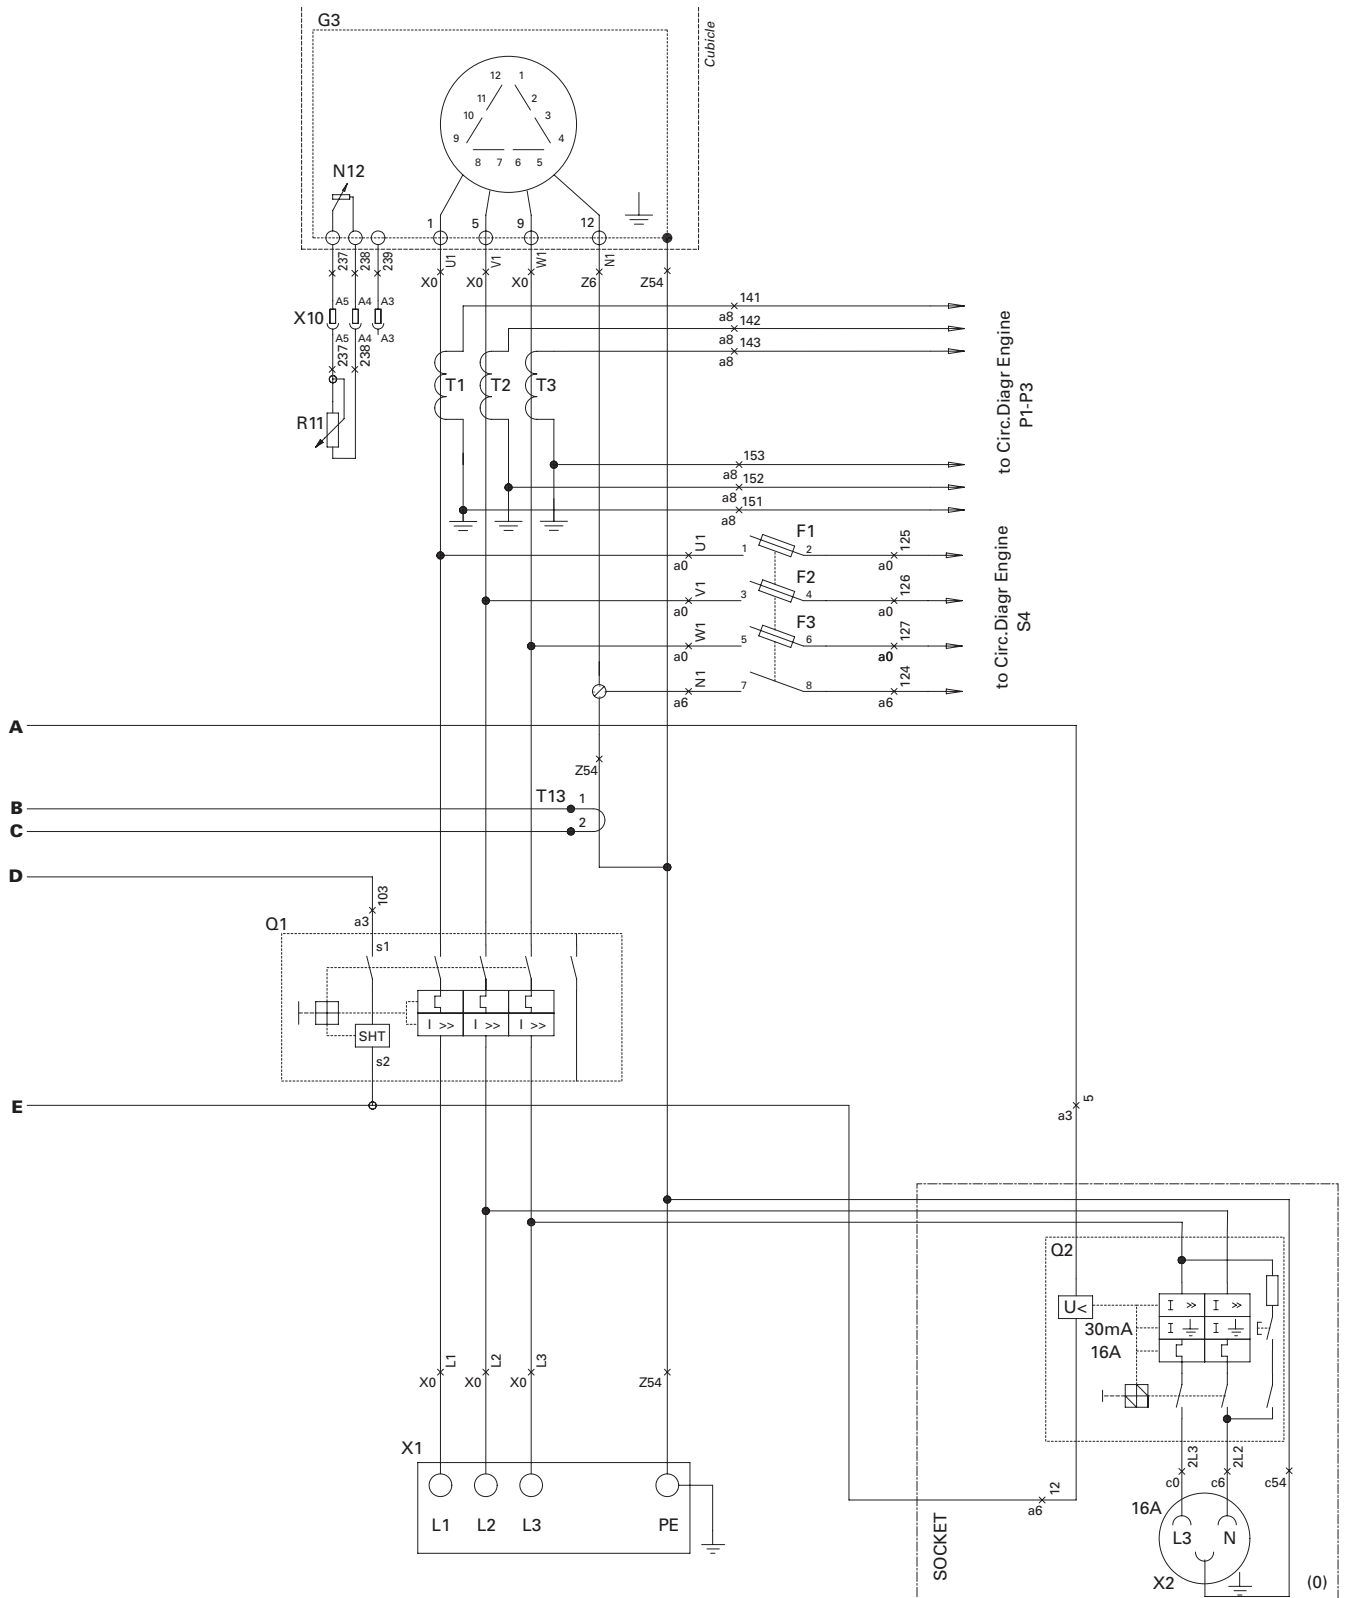 G3
Cubicle
12 1
11 2
10 3
9 4
8 7 6 5
N12
1 5 9 12
237 238 239 U1 V1 W1 N1
X0 X0 X0 Z6 Z54
A5 A4 A3
X10
A5 A4 A3
237 238
R11
141
a8
142
a8
143
a8
to Circ.Diagr Engine
P1-P3
T1 T2 T3
153
a8
152
a8
151
a8
F1
U1 1 2 125
a0 a0
F2
V1 3 4 126
a0 a0
F3
W1 5 6 127
a0 a0
N1 7 8 124
a6 a6
to Circ.Diagr Engine
S4
A
Z54
T13 1
B
2
C
D
103
a3
Q1
s1
I >> I >> I >>
SHT
s2
E
5
a3
Q2
U<
I >> I >>
30mA I I
16A
L1 L2 L3
X0 X0 X0 Z54
X1
L1 L2 L3 PE
2L3 2L2
c0 c6 c54
12
a6
16A
L3 N
X2
SOCKET
(0)